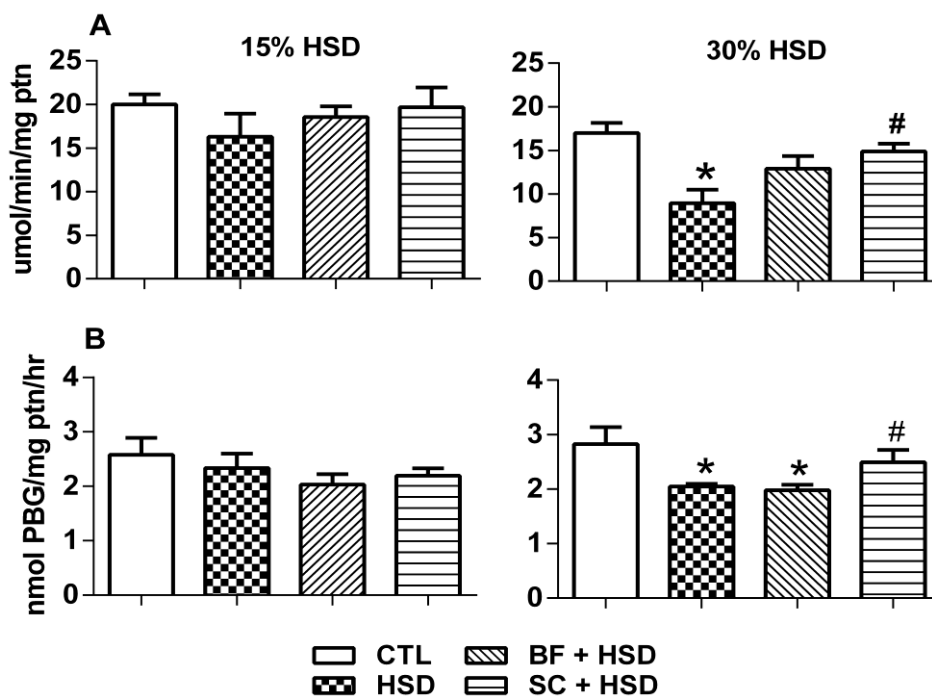 A
15% HSD
30% HSD
umol/min/mg ptn
25
20
15
10
5
0
25
20
15
10
5
0
*
#
B
nmol PBG/mg ptn/hr
4
3
2
1
0
4
3
2
1
0
*
*
#
CTL
BF + HSD
HSD
SC + HSD